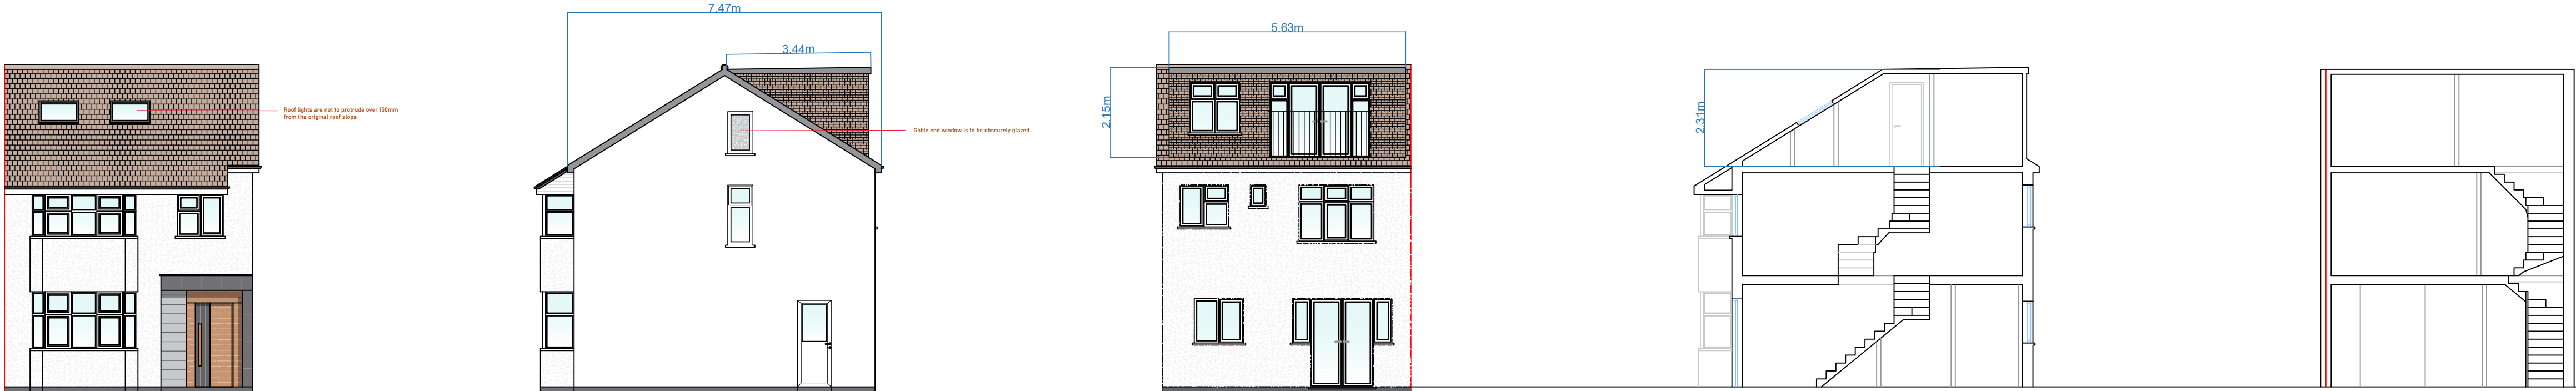 7.47m
3.44m
5.63m
2.15m
2.31m
Roof lights are not to protrude over 150mm
from the original roof slope
Gable end window is to be obscurely glazed